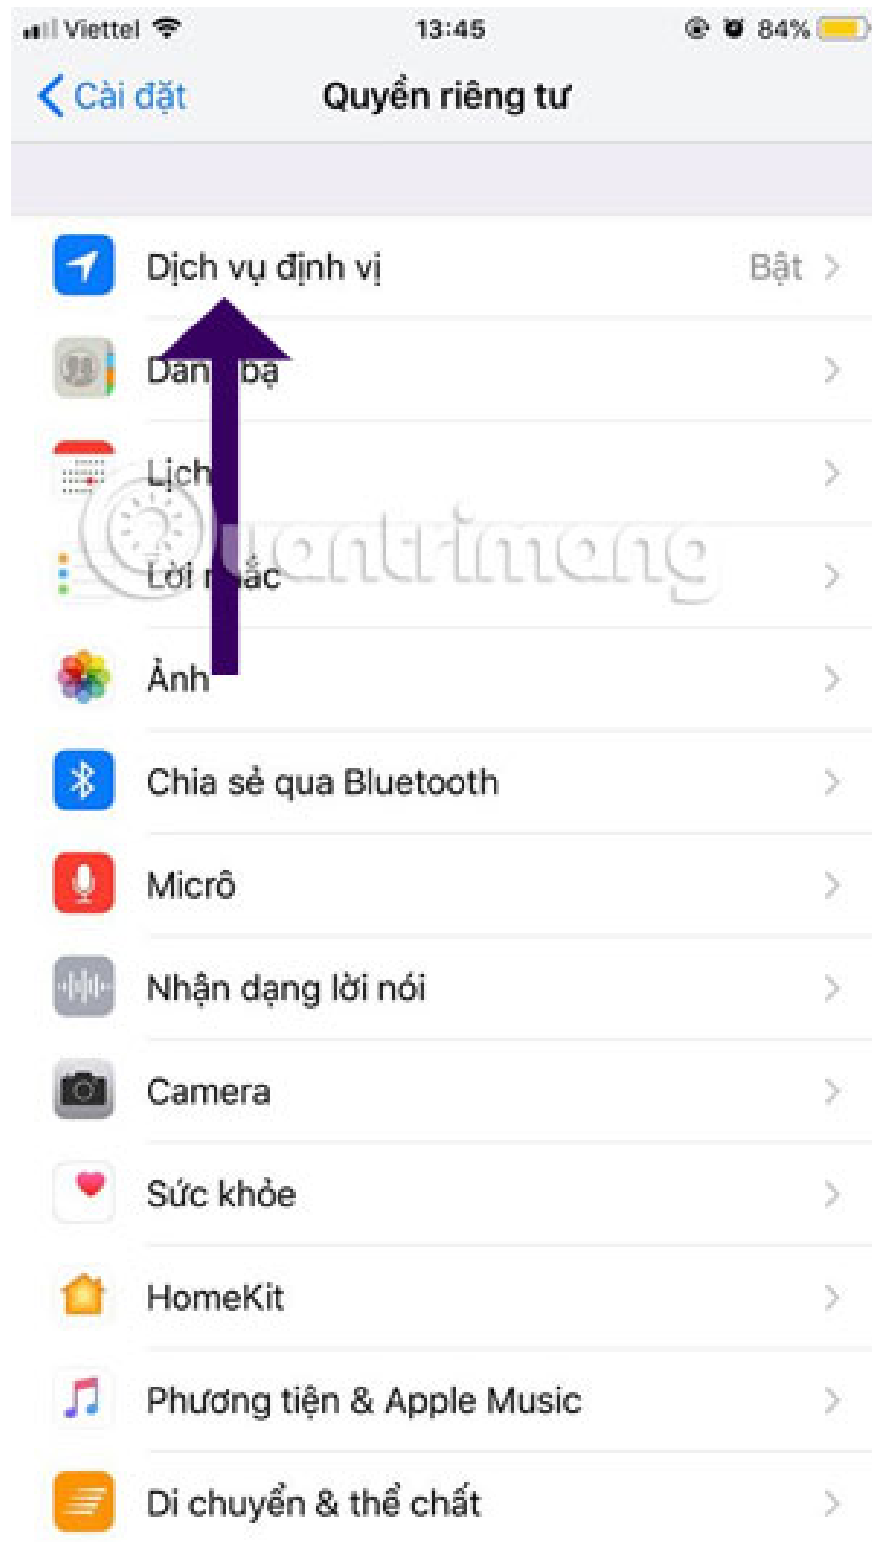 Viettel 13:45 84%
Cài đặt Quyền riêng tư
Dịch vụ định vị Bật
Lịch
Quantrimang
Ảnh
Chia sẻ qua Bluetooth
Micrô
Nhận dạng lời nói
Camera
Sức khỏe
HomeKit
Phương tiện & Apple Music
Di chuyển & thể chất